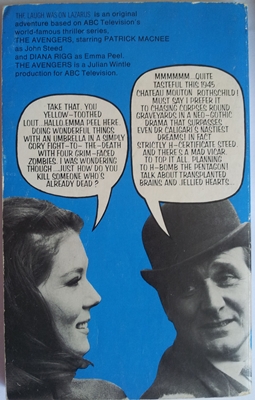 THE LAUGH WAS ON LAZARUS is an original
adventure based on ABC Television's
world-famous thriller series,
THE AVENGERS, starring PATRICK MACNEE
as John Steed
and DIANA RIGG as Emma Peel.
THE AVENGERS is a Julian Wintle
production for ABC Television.
TAKE THAT, YOU
YELLOW-TOOTHED
LOUT...HALLO. EMMA PEEL HERE
DOING WONDERFUL THINGS
WITH AN UMBRELLA IN A SIMPLY
GORY FIGHT-TO-THE-DEATH
WITH FOUR GRIM-FACED
ZOMBIES. I WAS WONDERING
THOUGH...JUST HOW DO YOU
KILL SOMEONE WHO'S
ALREADY DEAD?
MMMMMM...QUITE
TASTEFUL THIS 1945
CHATEAU MOUTON ROTHSCHILD I
MUST SAY I PREFER IT
TO CHASING CORPSES ROUND
GRAVEYARDS IN A NEO-GOTHIC
DRAMA THAT SURPASSES
EVEN DR CALIGARI'S NASTIEST
DREAMS! IN FACT
STRICTLY H-CERTIFICATE STEED.
AND THERE'S A MAD VICAR
TO TOP IT ALL. PLANNING
TO H-BOMB THE PENTAGON!
TALK ABOUT TRANSPLANTED
BRAINS AND JELLIED HEARTS...